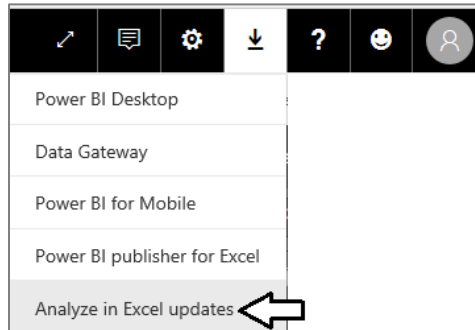 ?
Power BI Desktop
Data Gateway
Power BI for Mobile
Power BI publisher for Excel
Analyze in Excel updates